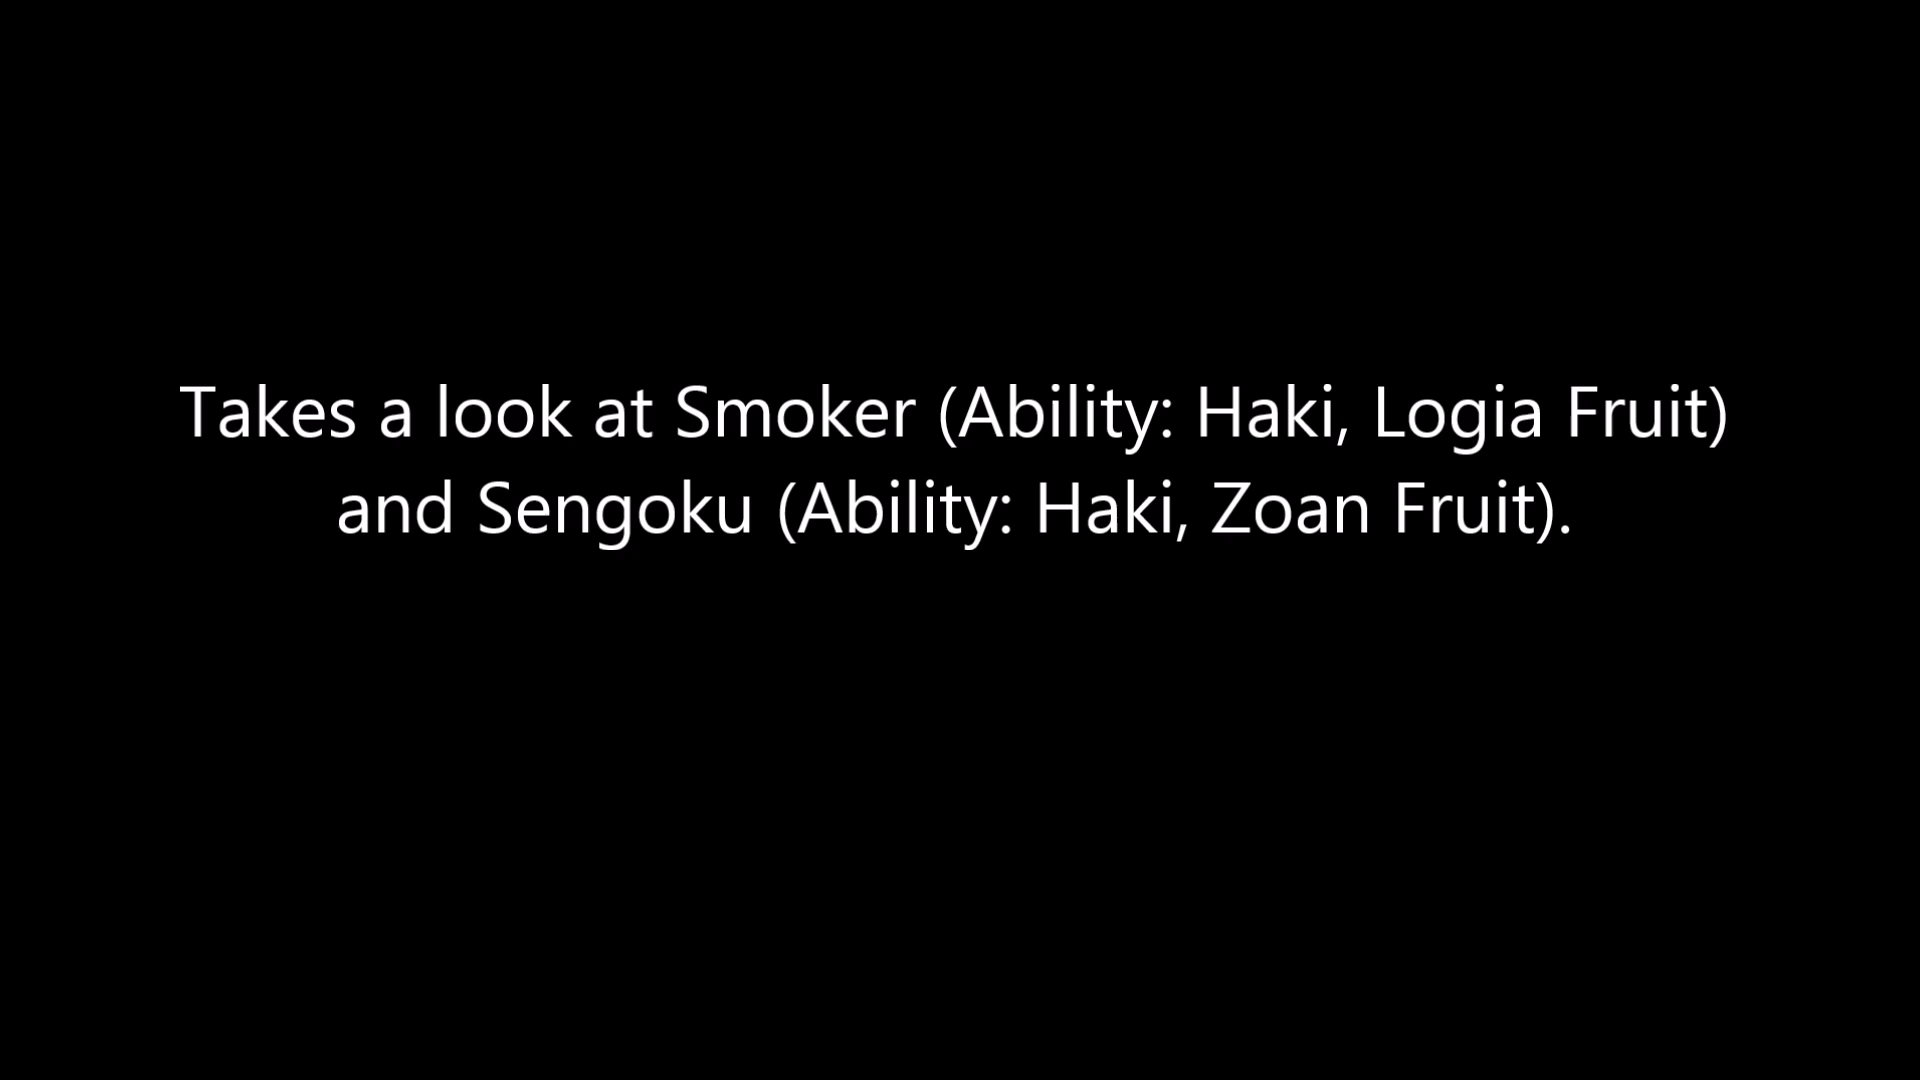 Takes a look at Smoker (Ability: Haki, Logia Fruit)
and Sengoku (Ability: Haki, Zoan Fruit).